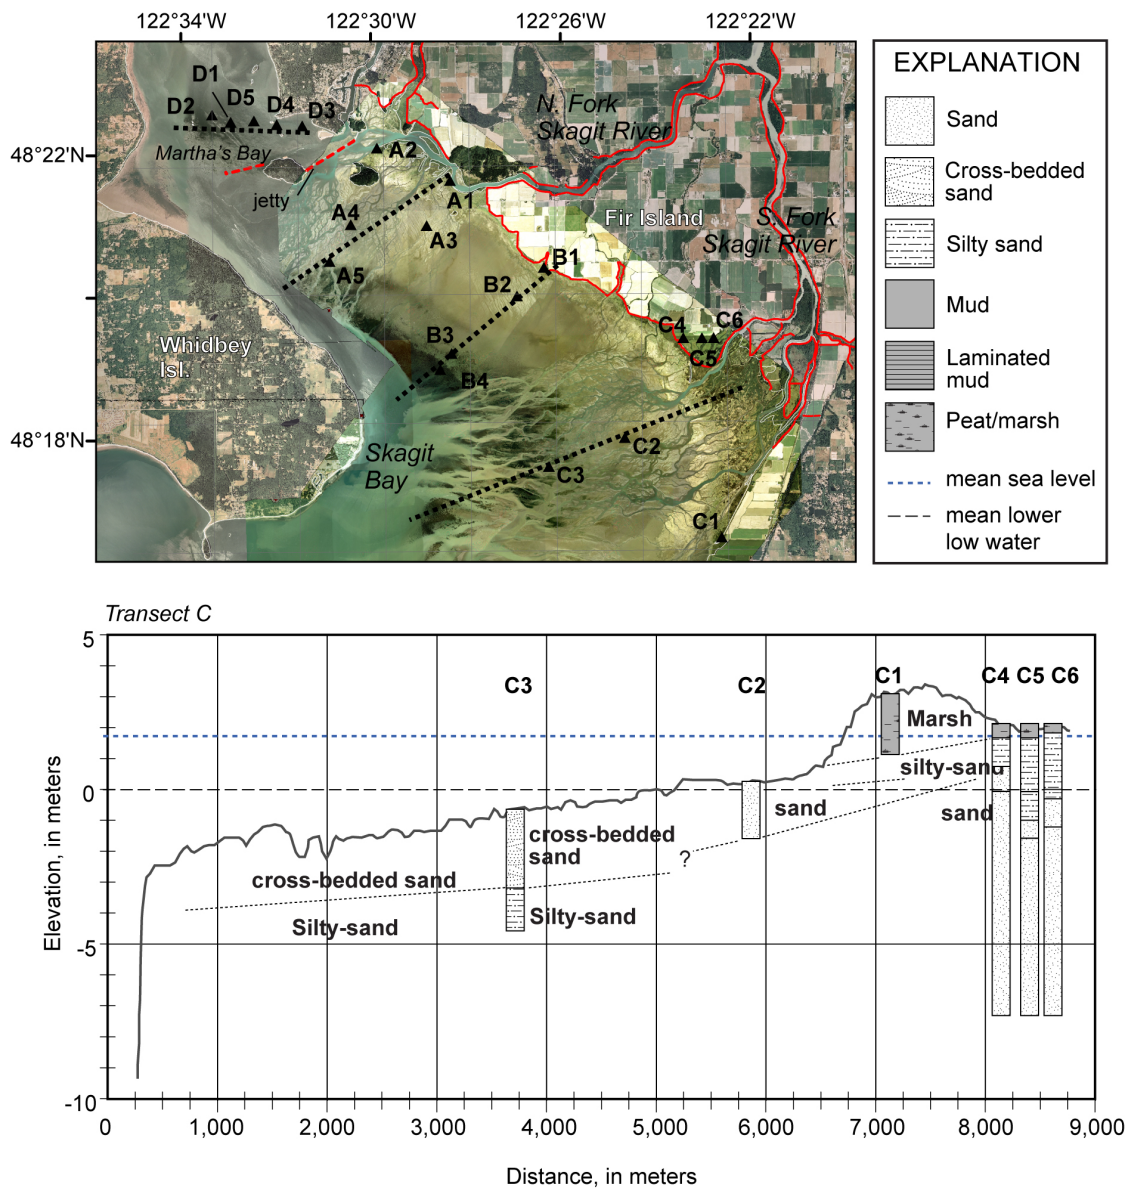 122°34'W
122°30'W
122°26'W
122°22'W
48°22'N
48°18'N
D1
D2
D5
D4
D3
Martha's Bay
jetty
A2
A1
A4
A3
A5
N. Fork
Skagit River
Fir Island
S. Fork
Skagit River
B1
B2
B3
B4
C4
C6
C5
C2
C3
C1
Whidbey
Isl.
Skagit
Bay
EXPLANATION
Sand
Cross-bedded
sand
Silty sand
Mud
Laminated
mud
Peat/marsh
mean sea level
mean lower
low water
Transect C
5
0
-5
-10
Elevation, in meters
C3
C2
C1
C4
C5
C6
Marsh
silty-sand
sand
sand
cross-bedded
sand
cross-bedded sand
Silty-sand
Silty-sand
?
0
1,000
2,000
3,000
4,000
5,000
6,000
7,000
8,000
9,000
Distance, in meters